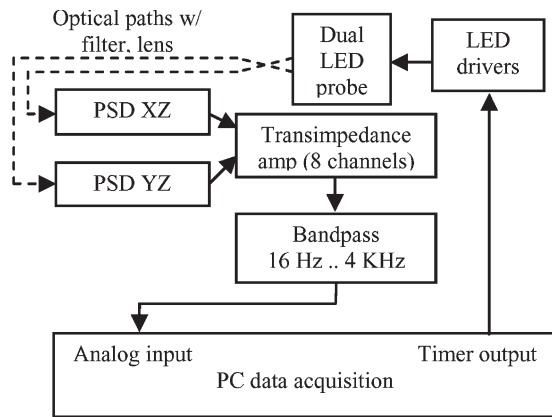 Optical paths w/
filter, lens
Dual
LED
probe
LED
drivers
PSD XZ
PSD YZ
Transimpedance
amp (8 channels)
Bandpass
16 Hz .. 4 KHz
Analog input
Timer output
PC data acquisition